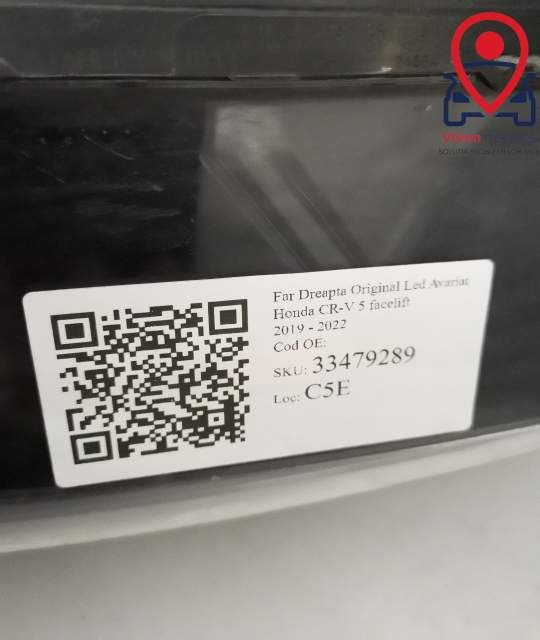 Far Dreapta Original Led Avariat
Honda CR-V 5 facelift
2019 - 2022
Cod OE:
SKU: 33479289
Loc: C5E